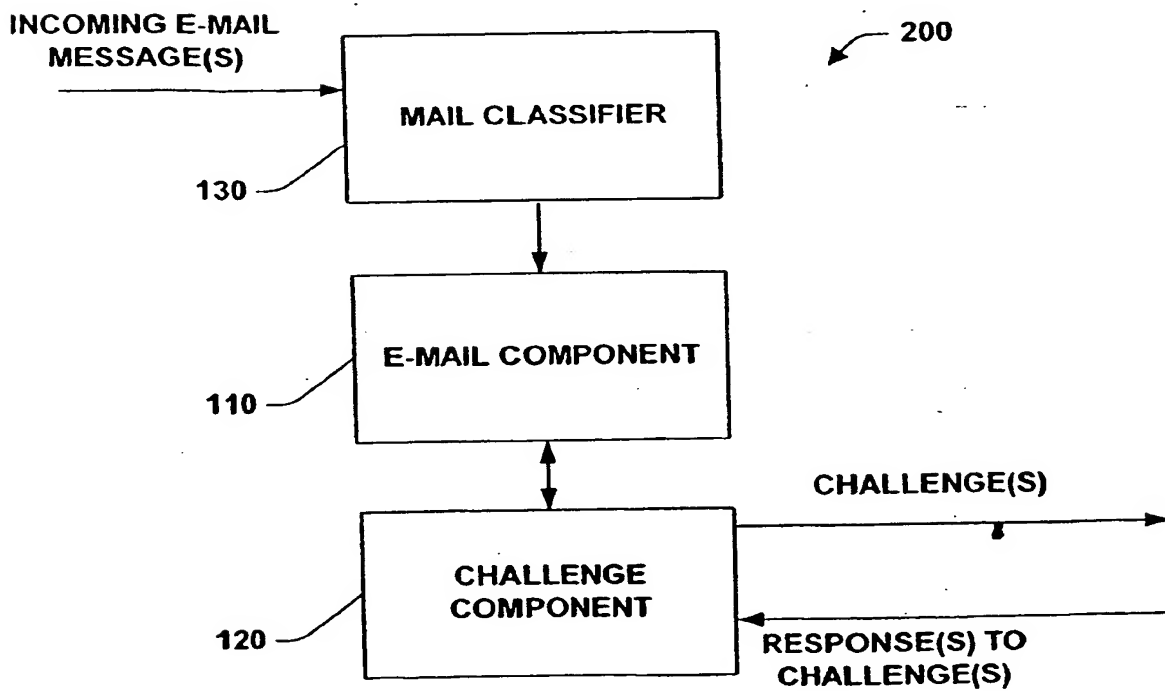 INCOMING E-MAIL
MESSAGE(S)
200
MAIL CLASSIFIER
130
E-MAIL COMPONENT
110
CHALLENGE(S)
CHALLENGE
COMPONENT
120
RESPONSE(S) TO
CHALLENGE(S)